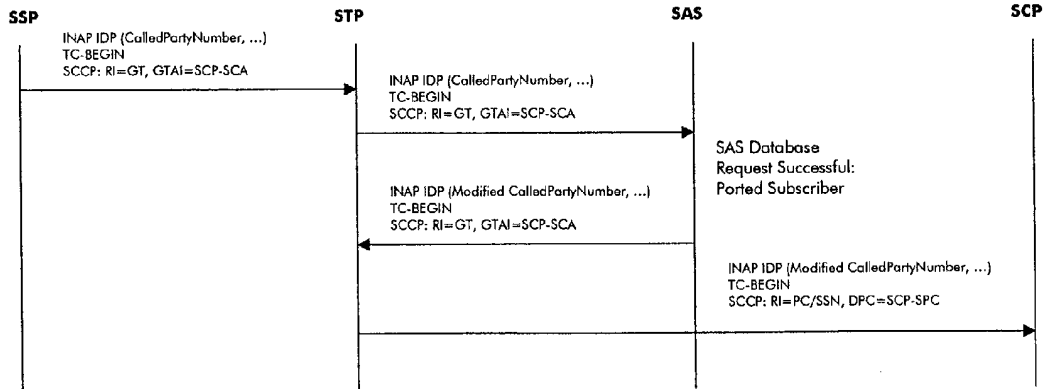 SSP
STP
SAS
SCP
INAP IDP (CalledPartyNumber, ...)
TC-BEGIN
SCCP: RI=GT, GTAI=SCP-SCA
INAP IDP (CalledPartyNumber, ...)
TC-BEGIN
SCCP: RI=GT, GTAI=SCP-SCA
SAS Database
Request Successful:
Ported Subscriber
INAP IDP (Modified CalledPartyNumber, ...)
TC-BEGIN
SCCP: RI=GT, GTAI=SCP-SCA
INAP IDP (Modified CalledPartyNumber, ...)
TC-BEGIN
SCCP: RI=PC/SSN, DPC=SCP-SPC